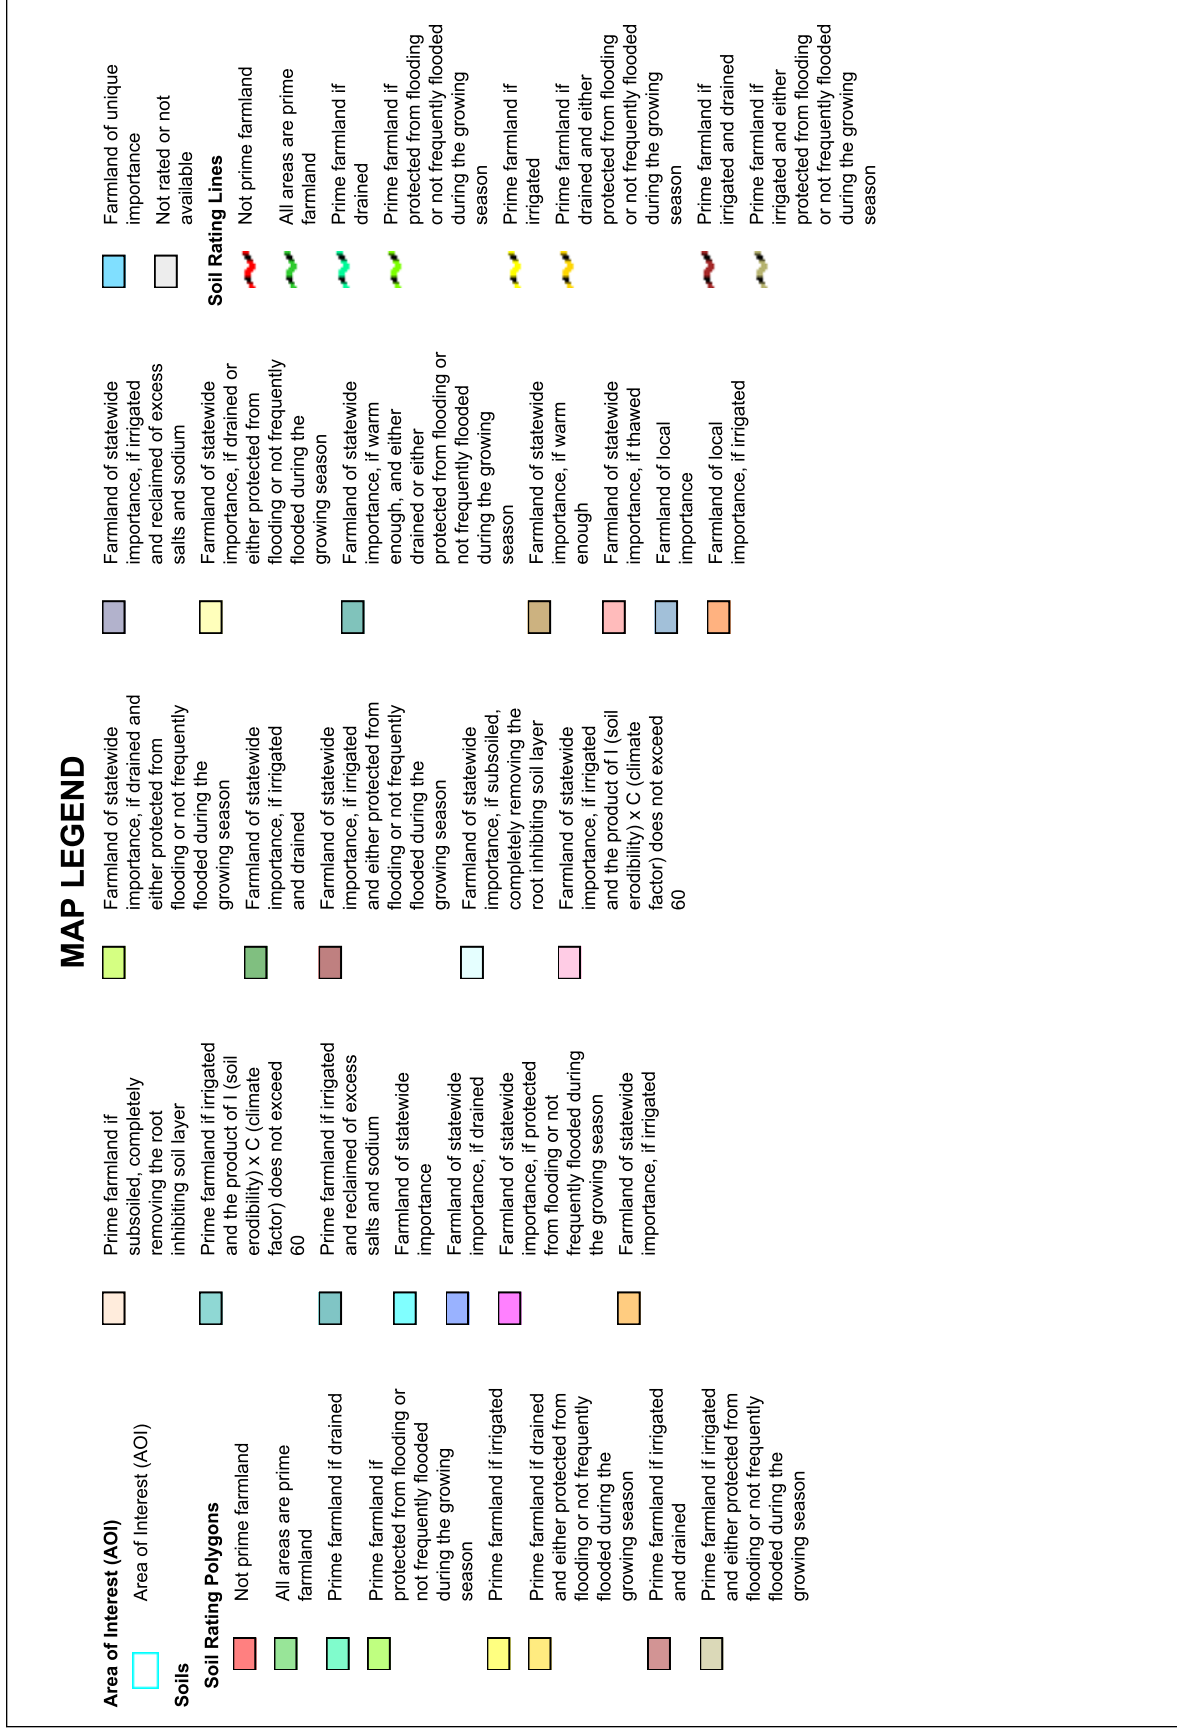 MAP LEGEND
Area of Interest (AOI)
Area of Interest (AOI)
Soils
Soil Rating Polygons
Not prime farmland
All areas are prime
farmland
Prime farmland if drained
Prime farmland if
protected from flooding or
not frequently flooded
during the growing
season
Prime farmland if irrigated
Prime farmland if drained
and either protected from
flooding or not frequently
flooded during the
growing season
Prime farmland if irrigated
and drained
Prime farmland if irrigated
and either protected from
flooding or not frequently
flooded during the
growing season
Prime farmland if
subsoiled, completely
removing the root
inhibiting soil layer
Prime farmland if irrigated
and the product of I (soil
erodibility) x C (climate
factor) does not exceed
60
Prime farmland if irrigated
and reclaimed of excess
salts and sodium
Farmland of statewide
importance
Farmland of statewide
importance, if drained
Farmland of statewide
importance, if protected
from flooding or not
frequently flooded during
the growing season
Farmland of statewide
importance, if irrigated
Farmland of statewide
importance, if drained and
either protected from
flooding or not frequently
flooded during the
growing season
Farmland of statewide
importance, if irrigated
and drained
Farmland of statewide
importance, if irrigated
and either protected from
flooding or not frequently
flooded during the
growing season
Farmland of statewide
importance, if subsoiled,
completely removing the
root inhibiting soil layer
Farmland of statewide
importance, if irrigated
and the product of I (soil
erodibility) x C (climate
factor) does not exceed
60
Farmland of statewide
importance, if irrigated
and reclaimed of excess
salts and sodium
Farmland of statewide
importance, if drained or
either protected from
flooding or not frequently
flooded during the
growing season
Farmland of statewide
importance, if warm
enough, and either
drained or either
protected from flooding or
not frequently flooded
during the growing
season
Farmland of statewide
importance, if warm
enough
Farmland of statewide
importance, if thawed
Farmland of local
importance
Farmland of local
importance, if irrigated
Farmland of unique
importance
Not rated or not
available
Soil Rating Lines
Not prime farmland
All areas are prime
farmland
Prime farmland if
drained
Prime farmland if
protected from flooding
or not frequently flooded
during the growing
season
Prime farmland if
irrigated
Prime farmland if
drained and either
protected from flooding
or not frequently flooded
during the growing
season
Prime farmland if
irrigated and drained
Prime farmland if
irrigated and either
protected from flooding
or not frequently flooded
during the growing
season